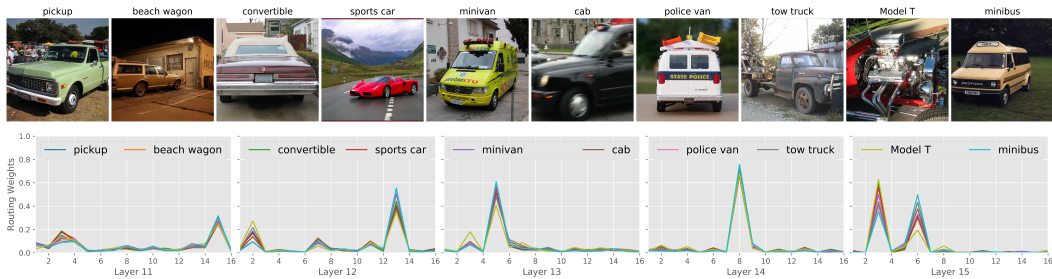 pickup beach wagon convertible sports car minivan cab police van tow truck Model T minibus
STATE POLICE
1.0
0.8
0.6
0.4
0.2
0.0
Routing Weights
pickup beach wagon convertible sports car minivan cab police van tow truck Model T minibus
2 4 6 8 10 12 14 16 2 4 6 8 10 12 14 16 2 4 6 8 10 12 14 16 2 4 6 8 10 12 14 16 2 4 6 8 10 12 14 16
Layer 11 Layer 12 Layer 13 Layer 14 Layer 15